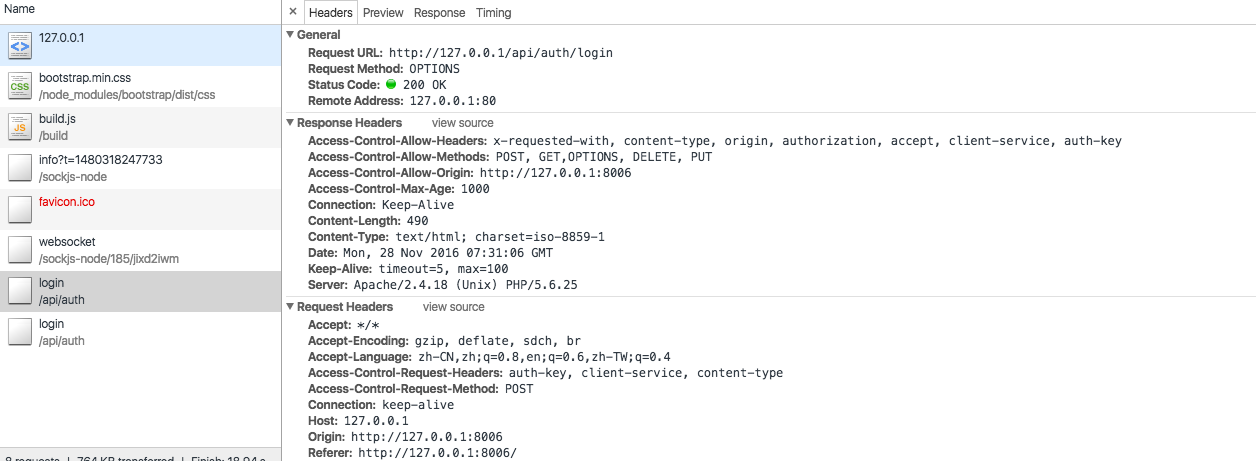 Name
127.0.0.1
bootstrap.min.css
/node_modules/bootstrap/dist/css
build.js
/build
info?t=1480318247733
/sockjs-node
favicon.ico
websocket
/sockjs-node/185/jixd2iwm
login
/api/auth
login
/api/auth
8 requests | 764 KB transferred | Finish: 18.94 s
× Headers Preview Response Timing
▼ General
Request URL: http://127.0.0.1/api/auth/login
Request Method: OPTIONS
Status Code: 200 OK
Remote Address: 127.0.0.1:80
▼ Response Headers view source
Access-Control-Allow-Headers: x-requested-with, content-type, origin, authorization, accept, client-service, auth-key
Access-Control-Allow-Methods: POST, GET,OPTIONS, DELETE, PUT
Access-Control-Allow-Origin: http://127.0.0.1:8006
Access-Control-Max-Age: 1000
Connection: Keep-Alive
Content-Length: 490
Content-Type: text/html; charset=iso-8859-1
Date: Mon, 28 Nov 2016 07:31:06 GMT
Keep-Alive: timeout=5, max=100
Server: Apache/2.4.18 (Unix) PHP/5.6.25
▼ Request Headers view source
Accept: */*
Accept-Encoding: gzip, deflate, sdch, br
Accept-Language: zh-CN,zh;q=0.8,en;q=0.6,zh-TW;q=0.4
Access-Control-Request-Headers: auth-key, client-service, content-type
Access-Control-Request-Method: POST
Connection: keep-alive
Host: 127.0.0.1
Origin: http://127.0.0.1:8006
Referer: http://127.0.0.1:8006/